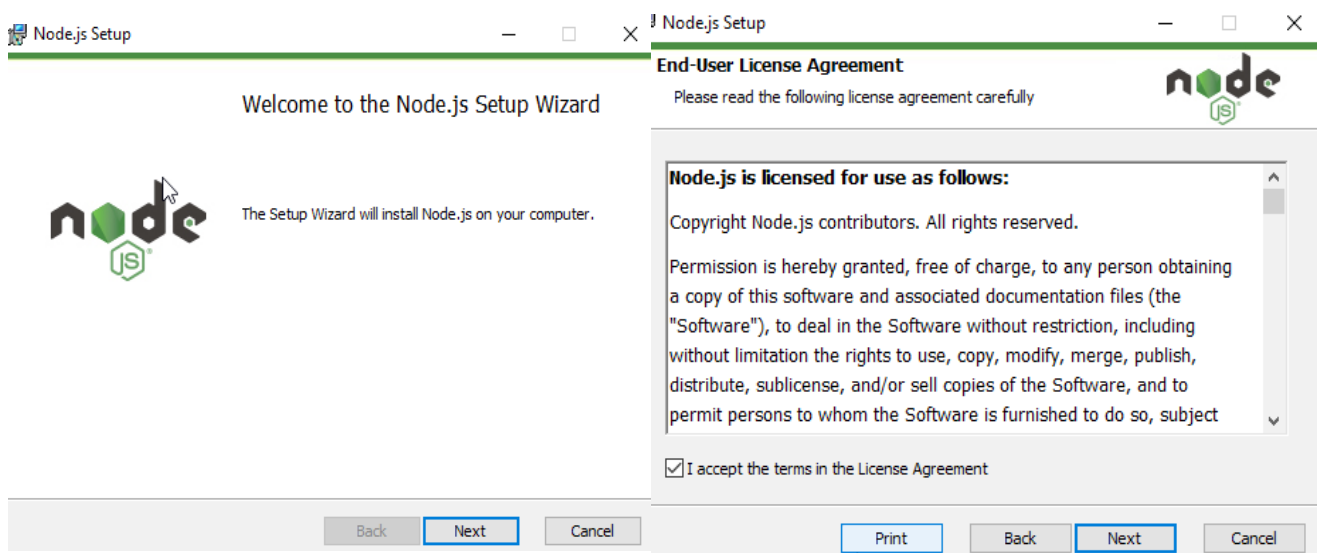 Node.js Setup
Welcome to the Node.js Setup Wizard
node
JS
The Setup Wizard will install Node.js on your computer.
Back Next Cancel
Node.js Setup
End-User License Agreement
Please read the following license agreement carefully
node
JS
Node.js is licensed for use as follows:
Copyright Node.js contributors. All rights reserved.
Permission is hereby granted, free of charge, to any person obtaining
a copy of this software and associated documentation files (the
"Software"), to deal in the Software without restriction, including
without limitation the rights to use, copy, modify, merge, publish,
distribute, sublicense, and/or sell copies of the Software, and to
permit persons to whom the Software is furnished to do so, subject
I accept the terms in the License Agreement
Print Back Next Cancel